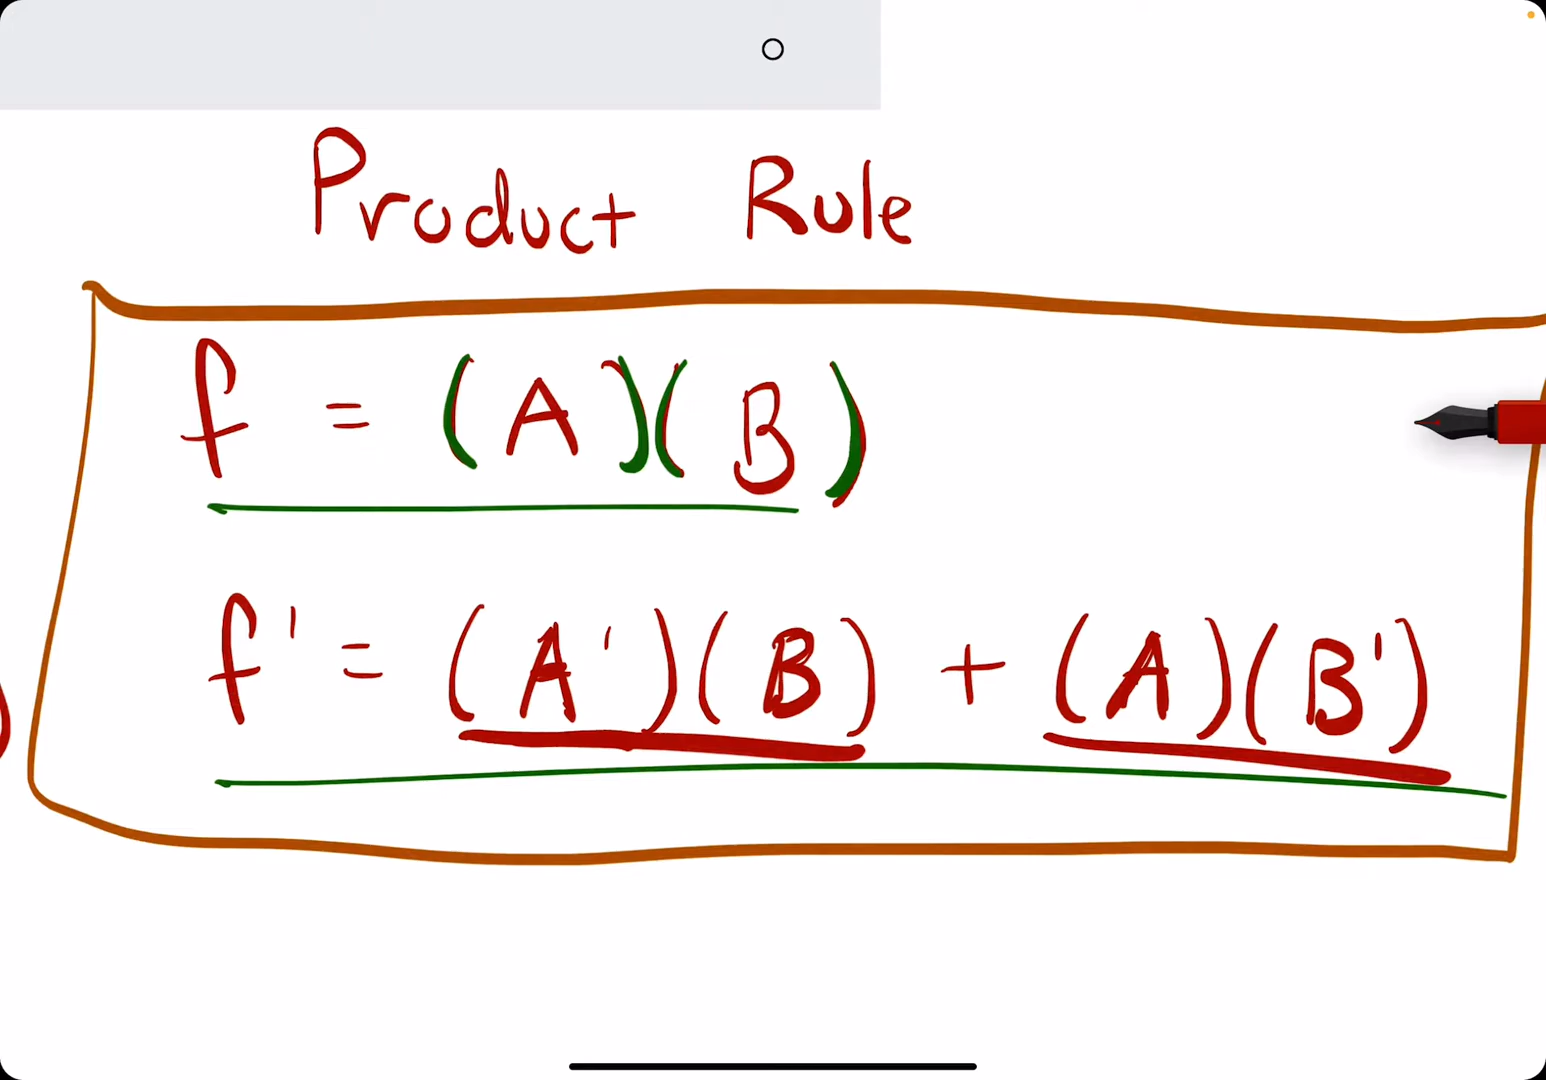 Product Rule
f = (A)(B)
f' = (A')(B) + (A)(B')